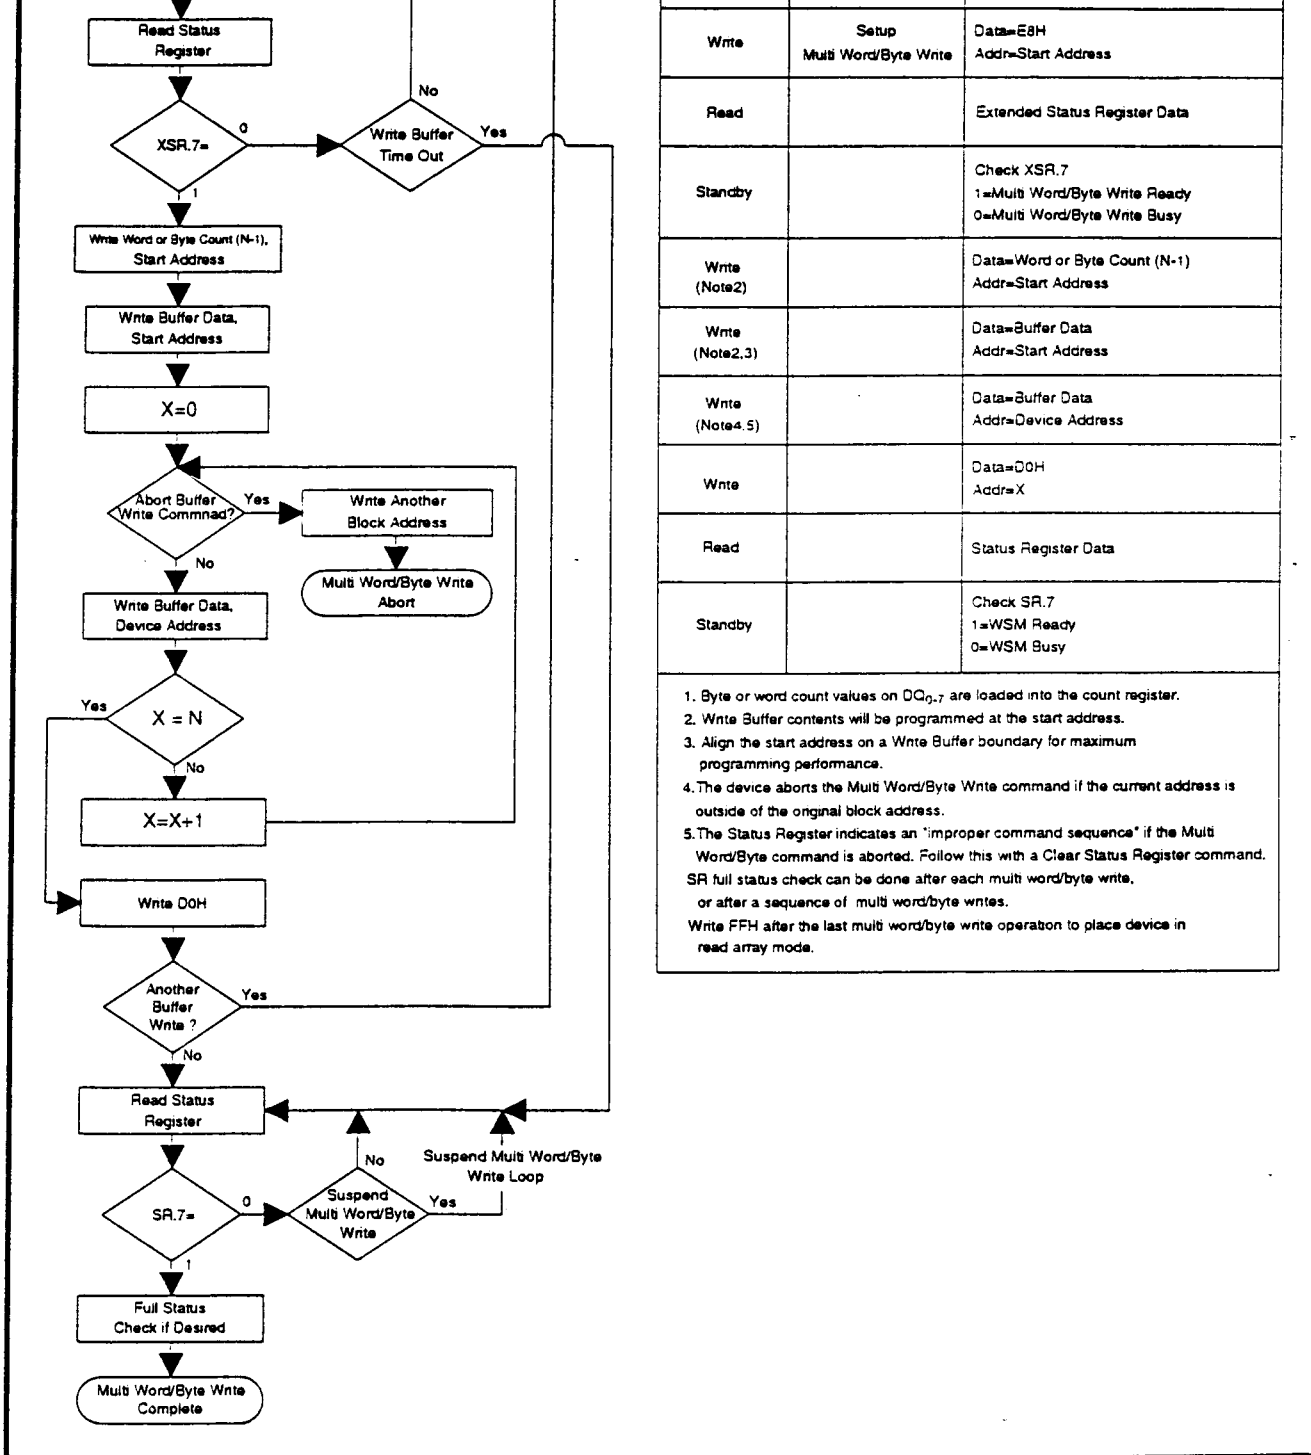 Read Status
Register
No
XSR.7=
0
Write Buffer
Time Out
Yes
1
Write Word or Byte Count (N-1),
Start Address
Write Buffer Data,
Start Address
X=0
Abort Buffer
Write Commnad?
Yes
Write Another
Block Address
No
Multi Word/Byte Write
Abort
Write Buffer Data,
Device Address
Yes
X = N
No
X=X+1
Write D0H
Another
Buffer
Write ?
Yes
No
Read Status
Register
No
Suspend Multi Word/Byte
Write Loop
SR.7=
0
Suspend
Multi Word/Byte
Write
Yes
1
Full Status
Check if Desired
Multi Word/Byte Write
Complete
Write
Setup
Multi Word/Byte Write
Data=E8H
Addr=Start Address
Read
Extended Status Register Data
Standby
Check XSR.7
1=Multi Word/Byte Write Ready
0=Multi Word/Byte Write Busy
Write
(Note2)
Data=Word or Byte Count (N-1)
Addr=Start Address
Write
(Note2,3)
Data=Buffer Data
Addr=Start Address
Write
(Note4,5)
Data=Buffer Data
Addr=Device Address
Write
Data=D0H
Addr=X
Read
Status Register Data
Standby
Check SR.7
1=WSM Ready
0=WSM Busy
1. Byte or word count values on DQ0-7 are loaded into the count register.
2. Write Buffer contents will be programmed at the start address.
3. Align the start address on a Write Buffer boundary for maximum
programming performance.
4.The device aborts the Multi Word/Byte Write command if the current address is
outside of the original block address.
5.The Status Register indicates an "improper command sequence" if the Multi
Word/Byte command is aborted. Follow this with a Clear Status Register command.
SR full status check can be done after each multi word/byte write,
or after a sequence of multi word/byte writes.
Write FFH after the last multi word/byte write operation to place device in
read array mode.